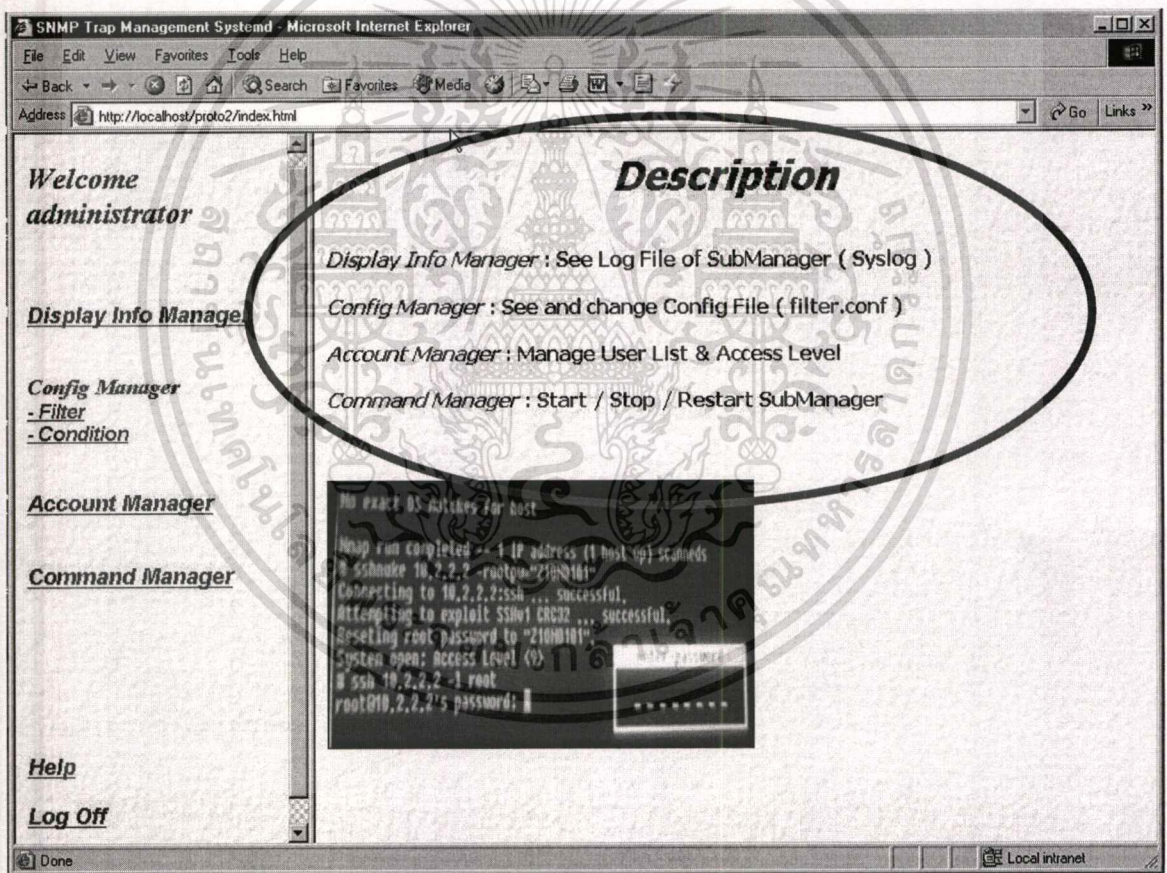 SNMP Trap Management Systemd - Microsoft Internet Explorer
File Edit View Favorites Tools Help
Back Search Favorites Media
Address http://localhost/proto2/index.html Go Links »
Welcome
administrator
Display Info Manage
Config Manager
- Filter
- Condition
Account Manager
Command Manager
Help
Log Off
Description
Display Info Manager : See Log File of SubManager ( Syslog )
Config Manager : See and change Config File ( filter.conf )
Account Manager : Manage User List & Access Level
Command Manager : Start / Stop / Restart SubManager
No exact OS matches for host
Nmap run completed -- 1 IP address (1 host up) scanneds
# sshnuke 10.2.2.2 -rootpw="Z10N0101"
Connecting to 10.2.2.2:ssh ... successful.
Attempting to exploit SSHv1 CRC32 ... successful.
Reseting root password to "Z10N0101".
System open: Access Level (9)
# ssh 10.2.2.2 -l root
root@10.2.2.2's password:
Done Local intranet